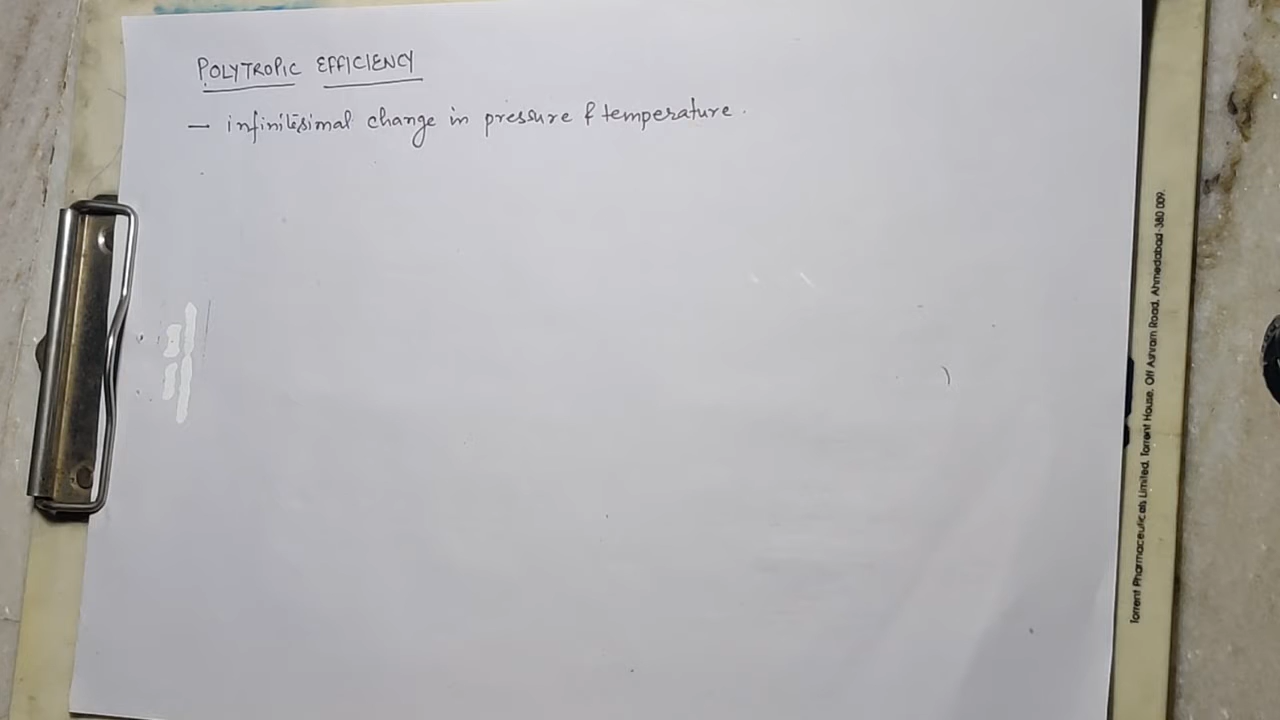 POLYTROPIC EFFICIENCY
— infinitesimal change in pressure & temperature.
Torrent Pharmaceuticals Limited, Torrent House, Off Ashram Road, Ahmedabad-380 009.